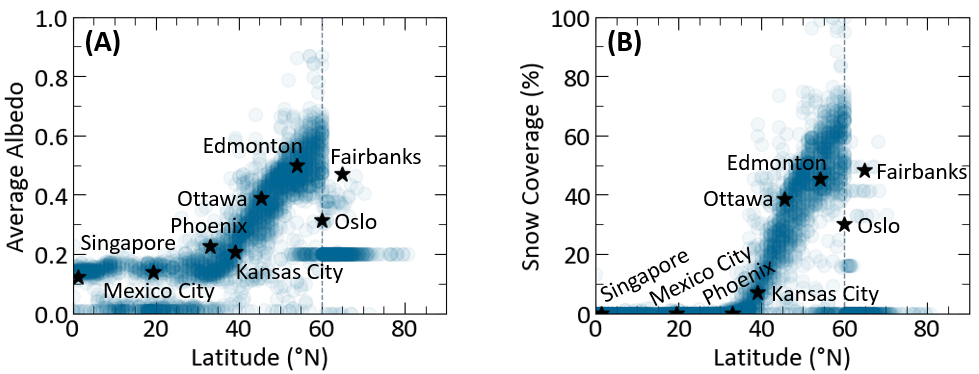 (A)
Average Albedo
1.0
0.8
0.6
0.4
0.2
0.0
Edmonton
Fairbanks
Ottawa
Phoenix
Oslo
Singapore
Kansas City
Mexico City
0
20
40
60
80
Latitude (°N)
(B)
Snow Coverage (%)
100
80
60
40
20
0
Edmonton
Fairbanks
Ottawa
Oslo
Singapore
Mexico City
Phoenix
Kansas City
0
20
40
60
80
Latitude (°N)